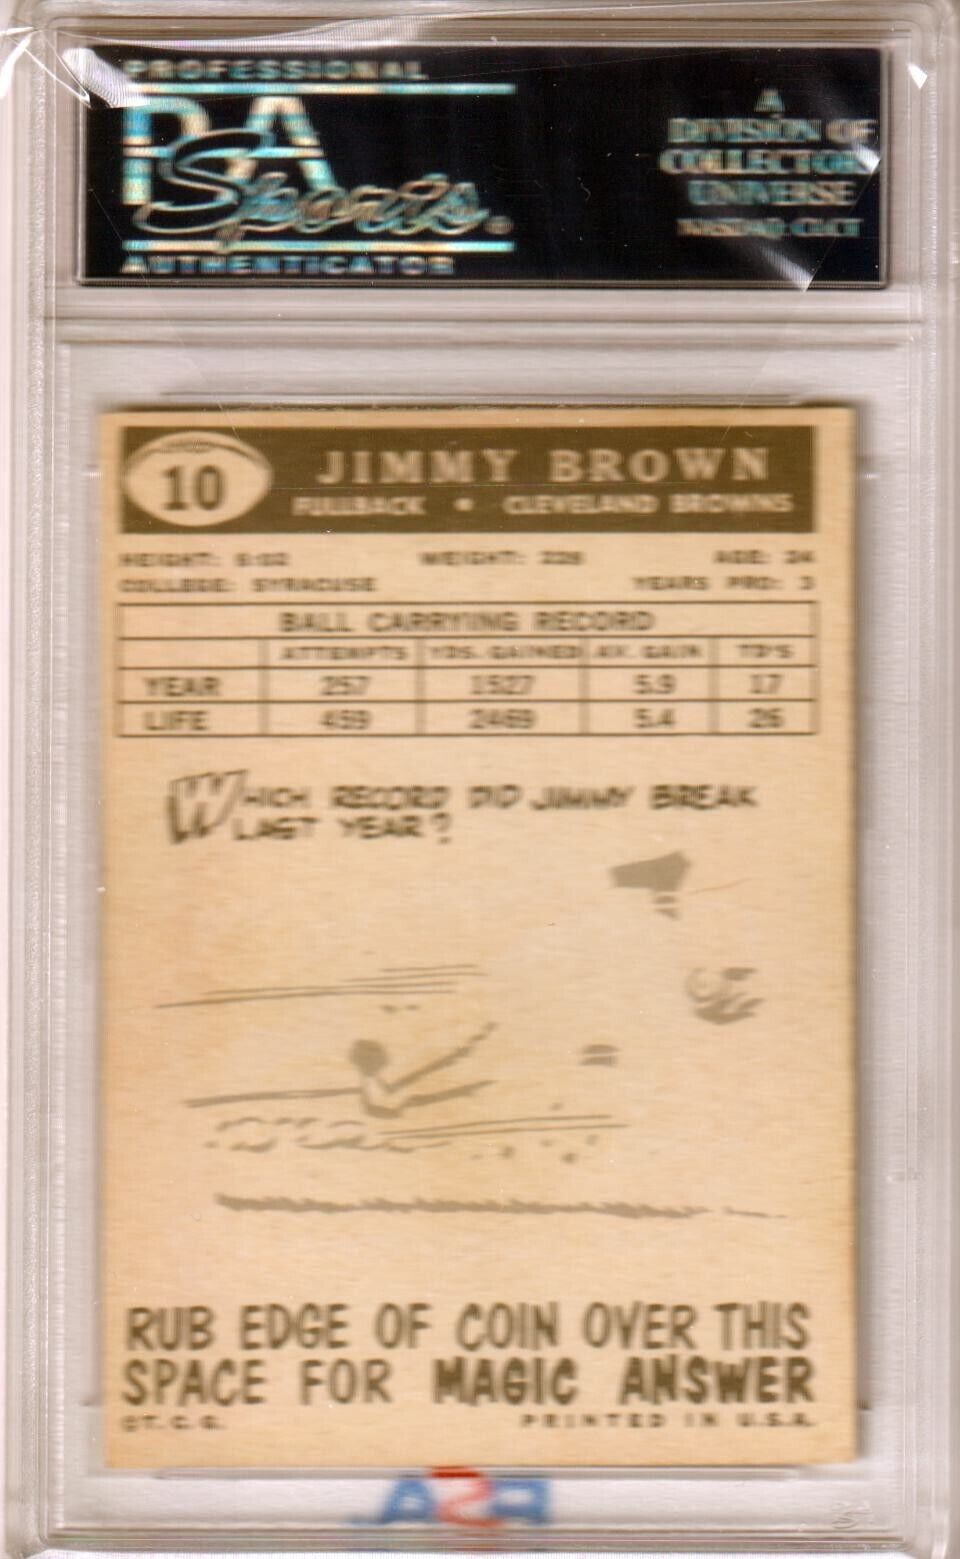 PROFESSIONAL
PSA
Sports
AUTHENTICATOR
A
DIVISION OF
COLLECTORS
UNIVERSE
NASDAQ: CLCT
10
JIMMY BROWN
FULLBACK • CLEVELAND BROWNS
HEIGHT: 6:02 WEIGHT: 228 AGE: 24
COLLEGE: SYRACUSE YEARS PRO: 3
BALL CARRYING RECORD
ATTEMPTS YDS. GAINED AV. GAIN TD'S
YEAR 257 1527 5.9 17
LIFE 459 2469 5.4 26
WHICH RECORD DID JIMMY BREAK
LAST YEAR?
RUB EDGE OF COIN OVER THIS
SPACE FOR MAGIC ANSWER
©T.C.G. PRINTED IN U.S.A.
PSA